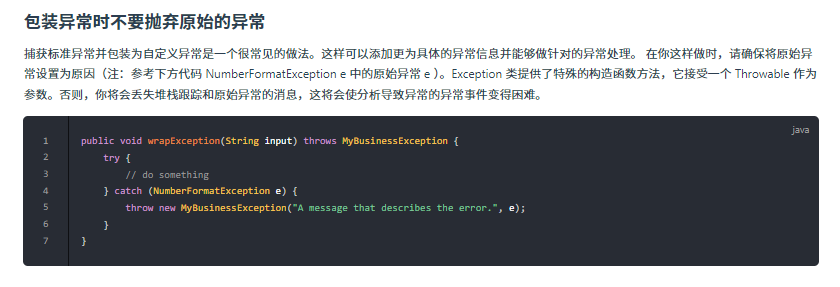 包装异常时不要抛弃原始的异常
捕获标准异常并包装为自定义异常是一个很常见的做法。这样可以添加更为具体的异常信息并能够做针对的异常处理。 在你这样做时，请确保将原始异
常设置为原因（注：参考下方代码 NumberFormatException e 中的原始异常 e ）。Exception 类提供了特殊的构造函数方法，它接受一个 Throwable 作为
参数。否则，你将会丢失堆栈跟踪和原始异常的消息，这将会使分析导致异常的异常事件变得困难。
java
1 public void wrapException(String input) throws MyBusinessException {
2 try {
3 // do something
4 } catch (NumberFormatException e) {
5 throw new MyBusinessException("A message that describes the error.", e);
6 }
7 }